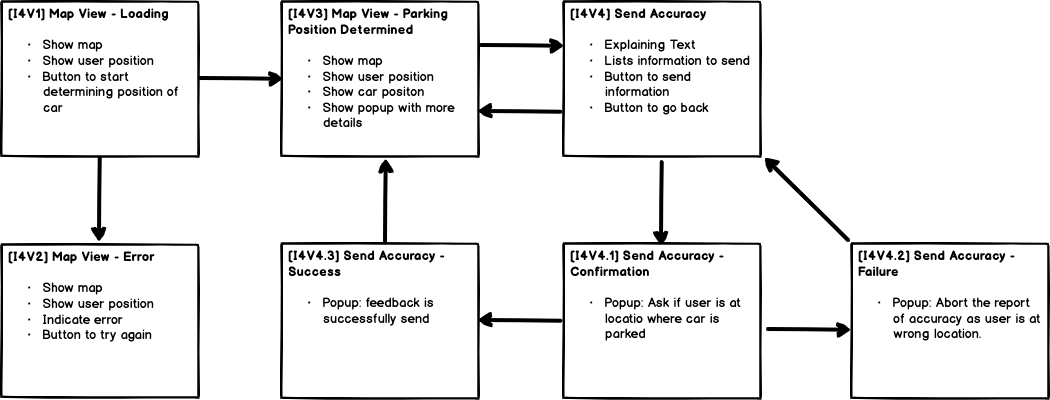 [I4V1] Map View - Loading
· Show map
· Show user position
· Button to start
determining position of
car
[I4V3] Map View - Parking
Position Determined
· Show map
· Show user position
· Show car positon
· Show popup with more
details
[I4V4] Send Accuracy
· Explaining Text
· Lists information to send
· Button to send
information
· Button to go back
[I4V2] Map View - Error
· Show map
· Show user position
· Indicate error
· Button to try again
[I4V4.3] Send Accuracy -
Success
· Popup: feedback is
successfully send
[I4V4.1] Send Accuracy -
Confirmation
· Popup: Ask if user is at
locatio where car is
parked
[I4V4.2] Send Accuracy -
Failure
· Popup: Abort the report
of accuracy as user is at
wrong location.